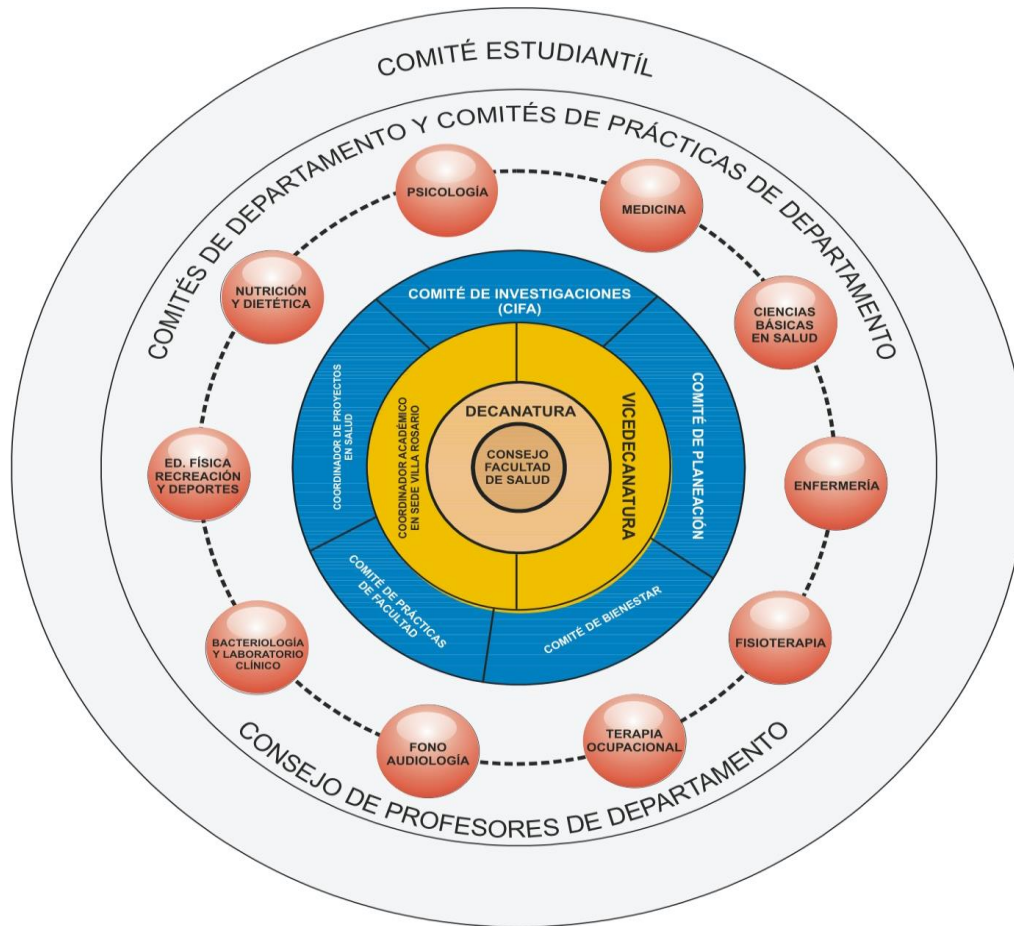 COMITÉ ESTUDIANTÍL
COMITÉS DE DEPARTAMENTO Y COMITÉS DE PRÁCTICAS DE DEPARTAMENTO
PSICOLOGÍA
MEDICINA
NUTRICIÓN
Y DIETÉTICA
CIENCIAS
BÁSICAS
EN SALUD
COMITÉ DE INVESTIGACIONES
(CIFA)
COORDINADOR DE PROYECTOS
EN SALUD
COORDINADOR ACADÉMICO
EN SEDE VILLA ROSARIO
DECANATURA
CONSEJO
FACULTAD
DE SALUD
VICEDECANATURA
COMITÉ DE PLANEACIÓN
ED. FÍSICA
RECREACIÓN
Y DEPORTES
ENFERMERÍA
COMITÉ DE PRÁCTICAS
DE FACULTAD
COMITÉ DE BIENESTAR
BACTERIOLOGÍA
Y LABORATORIO
CLÍNICO
FISIOTERAPIA
FONO
AUDIOLOGÍA
TERAPIA
OCUPACIONAL
CONSEJO DE PROFESORES DE DEPARTAMENTO